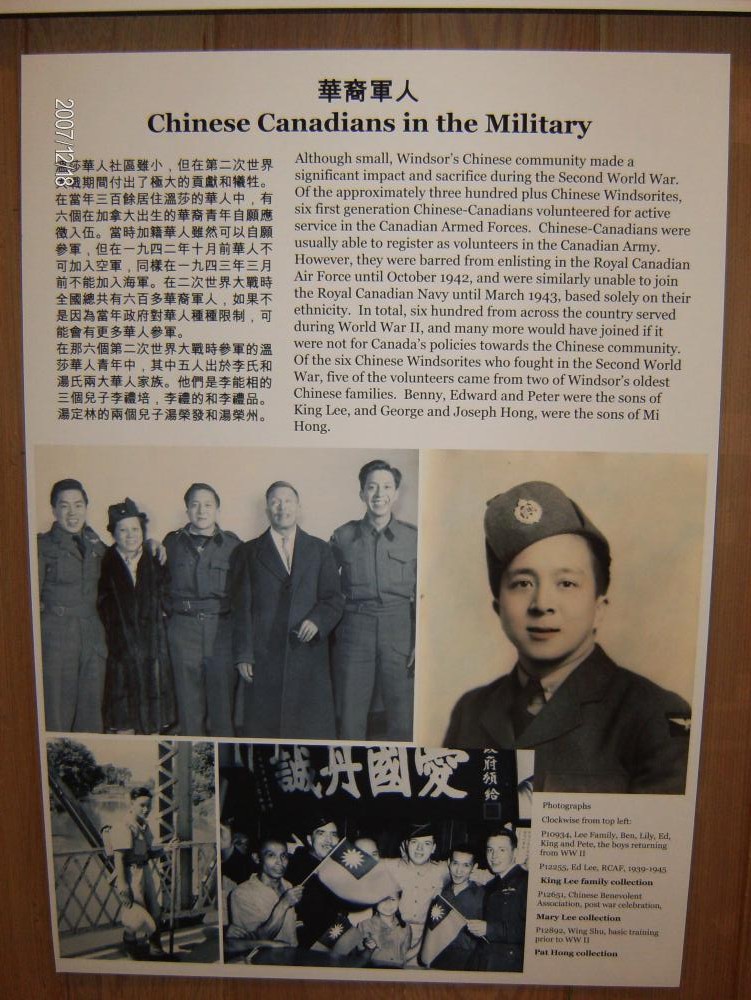 華裔軍人
Chinese Canadians in the Military
2007/12/18
莎華人社區雖小，但在第二次世界
期間付出了極大的貢獻和犧牲。
在當年三百餘居住溫莎的華人中，有
六個在加拿大出生的華裔青年自願應
徵入伍。當時加籍華人雖然可以自願
參軍，但在一九四二年十月前華人不
可加入空軍，同樣在一九四三年三月
前不能加入海軍。在二次世界大戰時
全國總共有六百多華裔軍人，如果不
是因為當年政府對華人種種限制，可
能會有更多華人參軍。
在那六個第二次世界大戰時參軍的溫
莎華人青年中，其中五人出於李氏和
湯氏兩大華人家族。他們是李能相的
三個兒子李禮培，李禮的和李禮品。
湯定林的兩個兒子湯榮發和湯榮州。
Although small, Windsor's Chinese community made a
significant impact and sacrifice during the Second World War.
Of the approximately three hundred plus Chinese Windsorites,
six first generation Chinese-Canadians volunteered for active
service in the Canadian Armed Forces.  Chinese-Canadians were
usually able to register as volunteers in the Canadian Army.
However, they were barred from enlisting in the Royal Canadian
Air Force until October 1942, and were similarly unable to join
the Royal Canadian Navy until March 1943, based solely on their
ethnicity.  In total, six hundred from across the country served
during World War II, and many more would have joined if it
were not for Canada's policies towards the Chinese community.
Of the six Chinese Windsorites who fought in the Second World
War, five of the volunteers came from two of Windsor's oldest
Chinese families.  Benny, Edward and Peter were the sons of
King Lee, and George and Joseph Hong, were the sons of Mi
Hong.
誠丹國愛
政府頒給
Photographs
Clockwise from top left:
P10934, Lee Family, Ben, Lily, Ed,
King and Pete, the boys returning
from WW II
P12255, Ed Lee, RCAF, 1939-1945
King Lee family collection
P12651, Chinese Benevolent
Association, post war celebration,
Mary Lee collection
P12892, Wing Shu, basic training
prior to WW II
Pat Hong collection